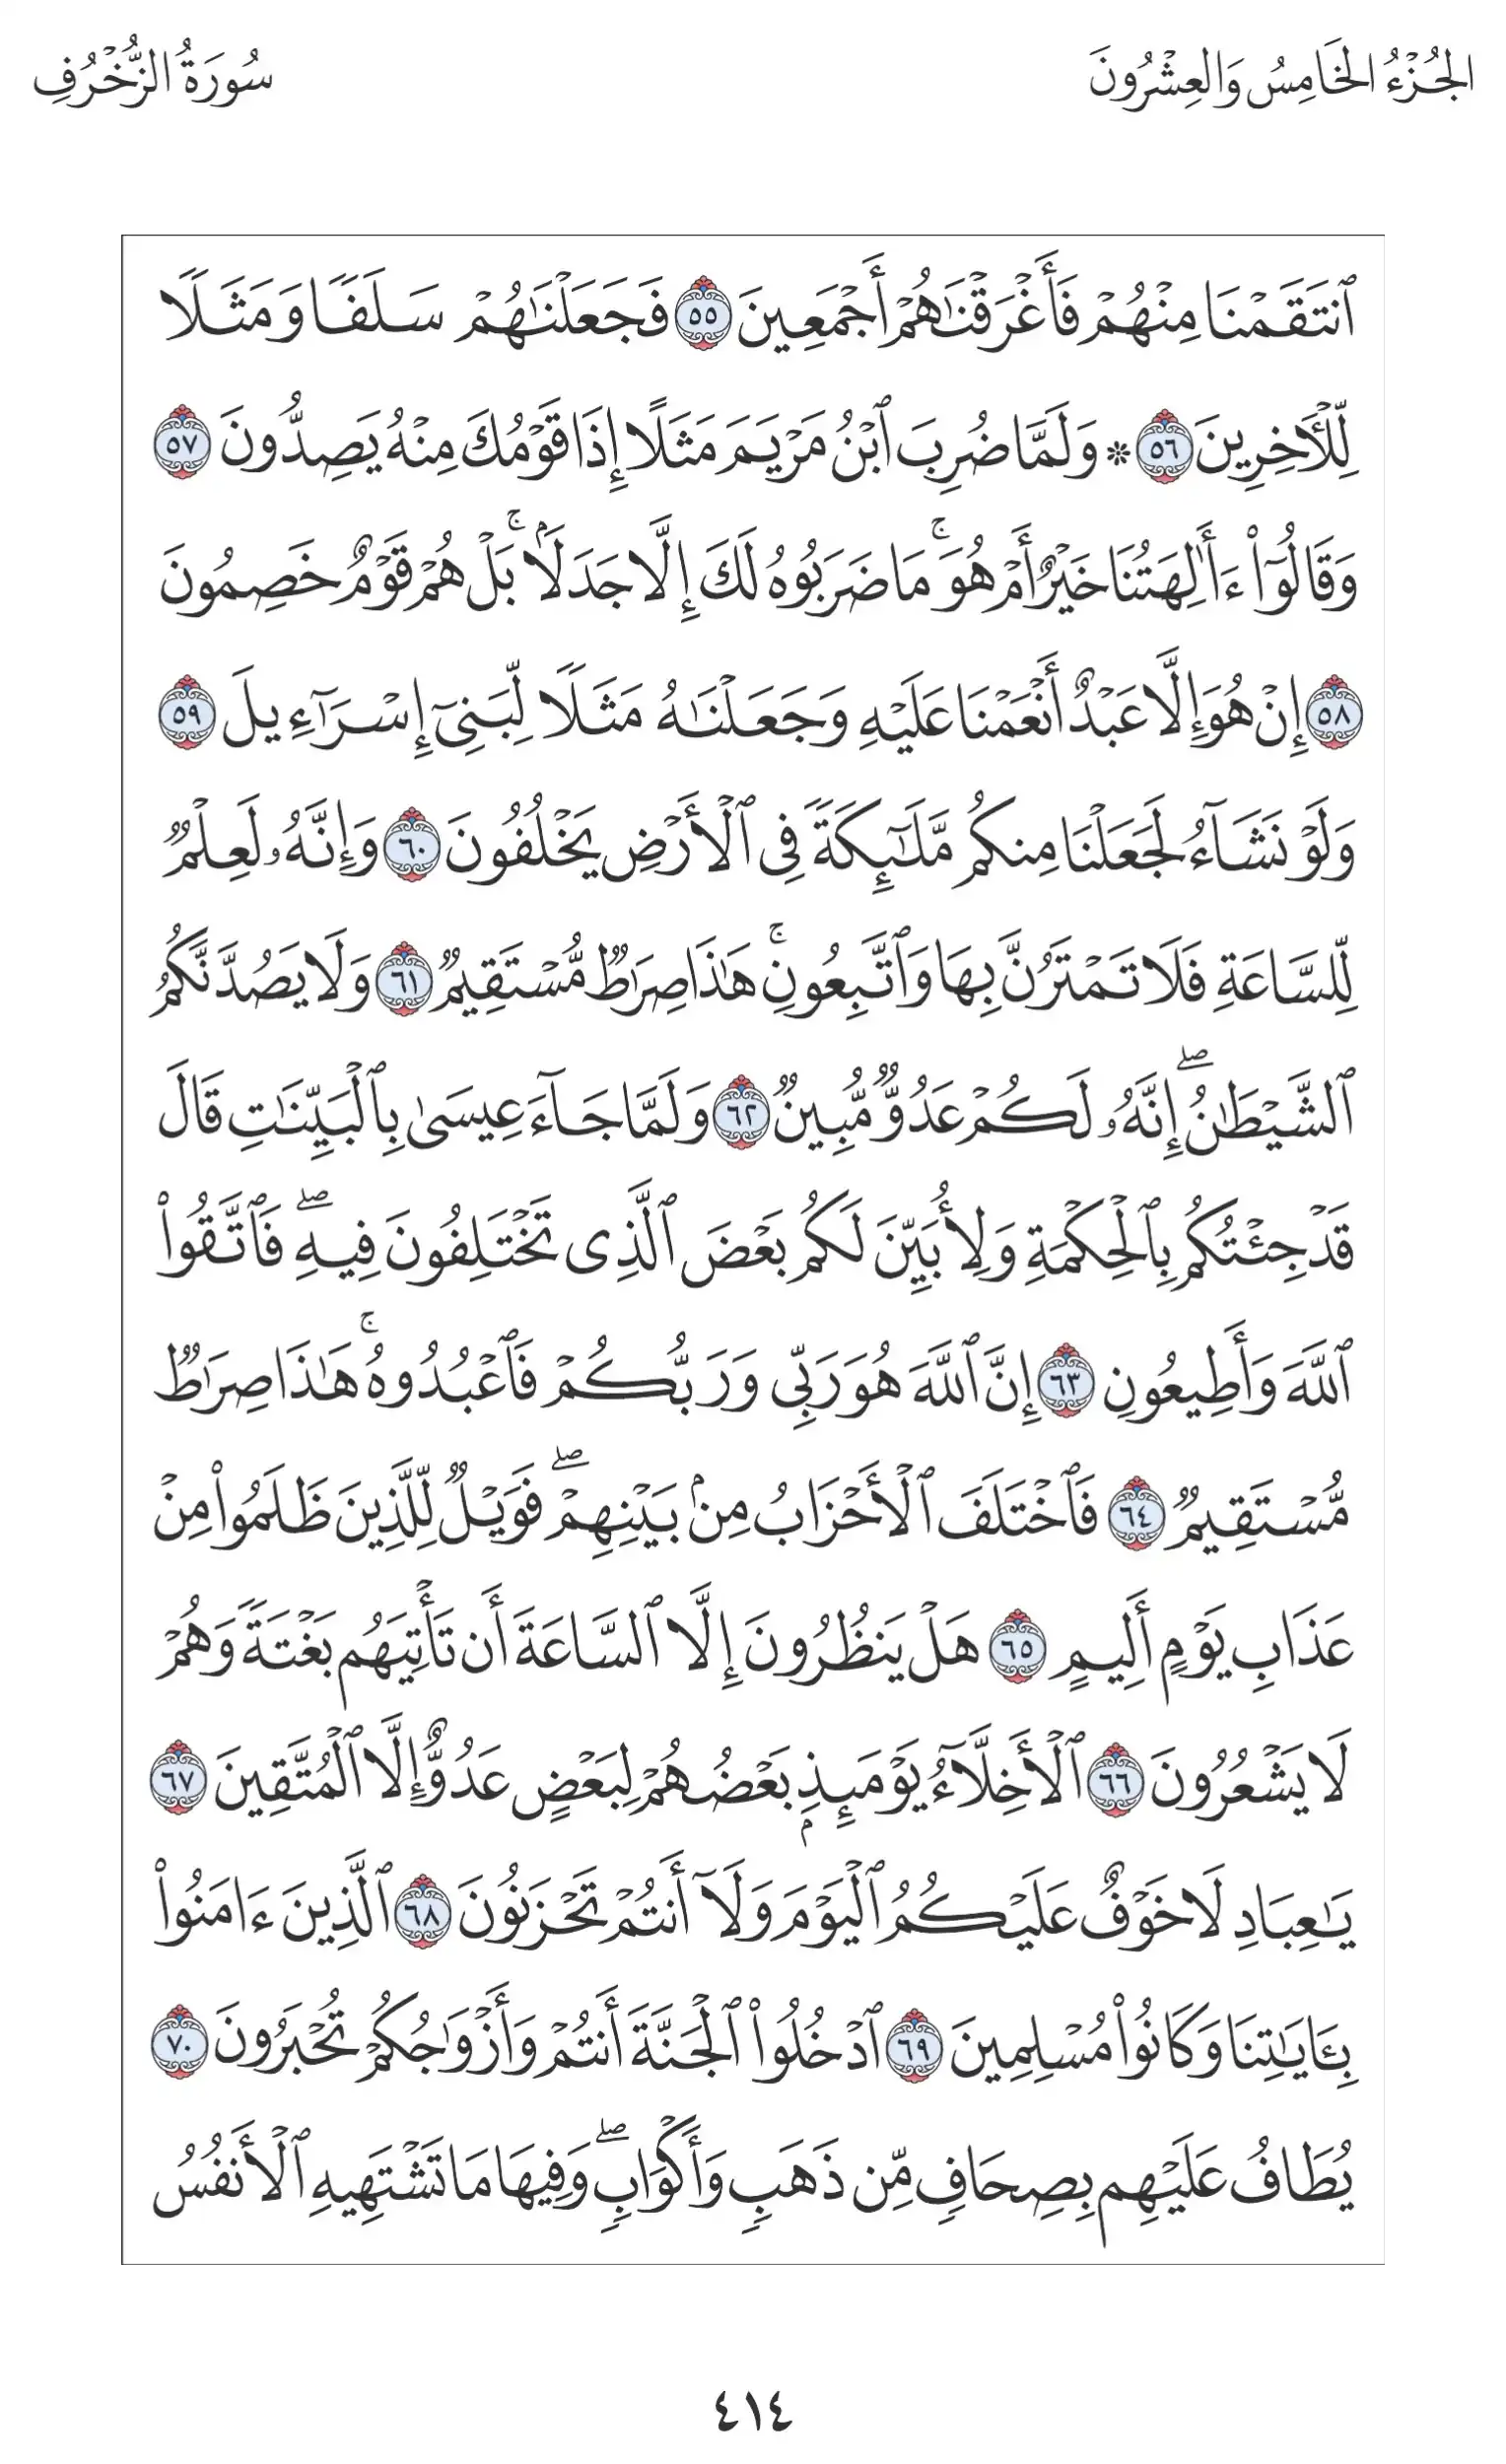 الجُزْءُ الخَامِسُ وَالعِشْرُونَ
سُورَةُ الزُّخْرُفِ
ٱنتَقَمْنَا مِنْهُمْ فَأَغْرَقْنَٰهُمْ أَجْمَعِينَ ٥٥ فَجَعَلْنَٰهُمْ سَلَفًا وَمَثَلًا
لِّلْأَخِرِينَ ٥٦ ۞ وَلَمَّا ضُرِبَ ٱبْنُ مَرْيَمَ مَثَلًا إِذَا قَوْمُكَ مِنْهُ يَصِدُّونَ ٥٧
وَقَالُوٓا۟ ءَأَٰلِهَتُنَا خَيْرٌ أَمْ هُوَ ۚ مَا ضَرَبُوهُ لَكَ إِلَّا جَدَلَۢا ۚ بَلْ هُمْ قَوْمٌ خَصِمُونَ
٥٨ إِنْ هُوَ إِلَّا عَبْدٌ أَنْعَمْنَا عَلَيْهِ وَجَعَلْنَٰهُ مَثَلًا لِّبَنِىٓ إِسْرَٰٓءِيلَ ٥٩
وَلَوْ نَشَآءُ لَجَعَلْنَا مِنكُم مَّلَٰٓئِكَةً فِى ٱلْأَرْضِ يَخْلُفُونَ ٦٠ وَإِنَّهُۥ لَعِلْمٌ
لِّلسَّاعَةِ فَلَا تَمْتَرُنَّ بِهَا وَٱتَّبِعُونِ ۚ هَٰذَا صِرَٰطٌ مُّسْتَقِيمٌ ٦١ وَلَا يَصُدَّنَّكُمُ
ٱلشَّيْطَٰنُ ۖ إِنَّهُۥ لَكُمْ عَدُوٌّ مُّبِينٌ ٦٢ وَلَمَّا جَآءَ عِيسَىٰ بِٱلْبَيِّنَٰتِ قَالَ
قَدْ جِئْتُكُم بِٱلْحِكْمَةِ وَلِأُبَيِّنَ لَكُم بَعْضَ ٱلَّذِى تَخْتَلِفُونَ فِيهِ ۖ فَٱتَّقُوا۟
ٱللَّهَ وَأَطِيعُونِ ٦٣ إِنَّ ٱللَّهَ هُوَ رَبِّى وَرَبُّكُمْ فَٱعْبُدُوهُ ۚ هَٰذَا صِرَٰطٌ
مُّسْتَقِيمٌ ٦٤ فَٱخْتَلَفَ ٱلْأَحْزَابُ مِنۢ بَيْنِهِمْ ۖ فَوَيْلٌ لِّلَّذِينَ ظَلَمُوا۟ مِنْ
عَذَابِ يَوْمٍ أَلِيمٍ ٦٥ هَلْ يَنظُرُونَ إِلَّا ٱلسَّاعَةَ أَن تَأْتِيَهُم بَغْتَةً وَهُمْ
لَا يَشْعُرُونَ ٦٦ ٱلْأَخِلَّآءُ يَوْمَئِذٍۭ بَعْضُهُمْ لِبَعْضٍ عَدُوٌّ إِلَّا ٱلْمُتَّقِينَ ٦٧
يَٰعِبَادِ لَا خَوْفٌ عَلَيْكُمُ ٱلْيَوْمَ وَلَآ أَنتُمْ تَحْزَنُونَ ٦٨ ٱلَّذِينَ ءَامَنُوا۟
بِـَٔايَٰتِنَا وَكَانُوا۟ مُسْلِمِينَ ٦٩ ٱدْخُلُوا۟ ٱلْجَنَّةَ أَنتُمْ وَأَزْوَٰجُكُمْ تُحْبَرُونَ ٧٠
يُطَافُ عَلَيْهِم بِصِحَافٍ مِّن ذَهَبٍ وَأَكْوَابٍ ۖ وَفِيهَا مَا تَشْتَهِيهِ ٱلْأَنفُسُ
٤١٤